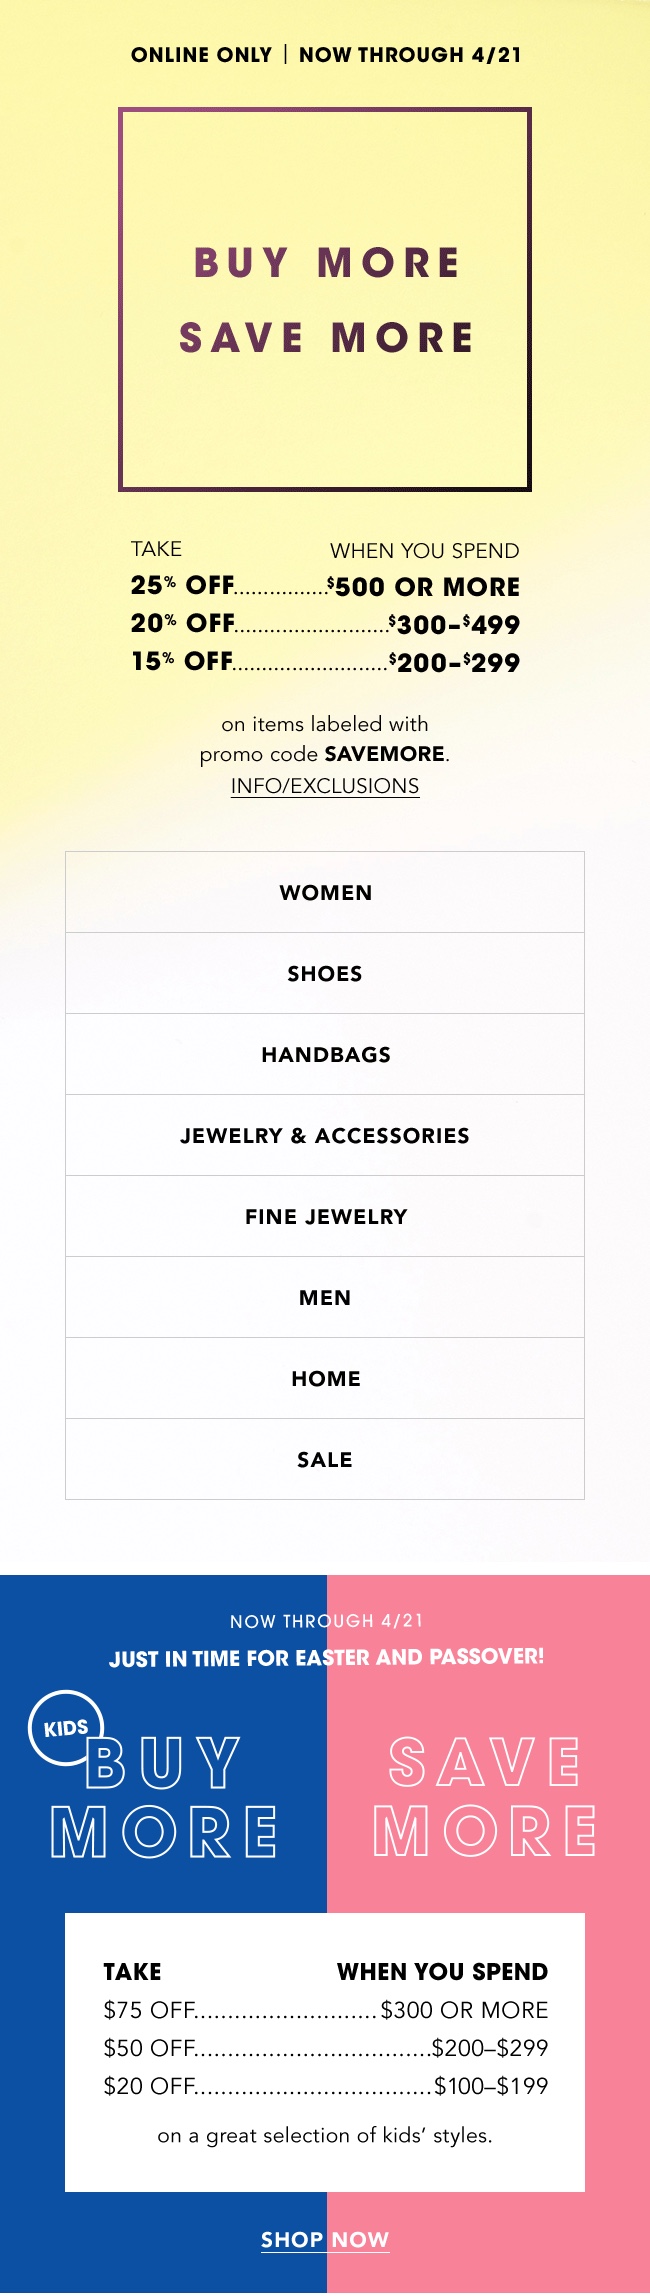 ONLINE ONLY | NOW THROUGH 4/21
BUY MORE
SAVE MORE
TAKE WHEN YOU SPEND
25% OFF................$500 OR MORE
20% OFF..........................$300–$499
15% OFF..........................$200–$299
on items labeled with
promo code SAVEMORE.
INFO/EXCLUSIONS
WOMEN
SHOES
HANDBAGS
JEWELRY & ACCESSORIES
FINE JEWELRY
MEN
HOME
SALE
NOW THROUGH 4/21
JUST IN TIME FOR EASTER AND PASSOVER!
KIDS
BUY SAVE
MORE MORE
TAKE WHEN YOU SPEND
$75 OFF...........................$300 OR MORE
$50 OFF...................................$200–$299
$20 OFF...................................$100–$199
on a great selection of kids’ styles.
SHOP NOW